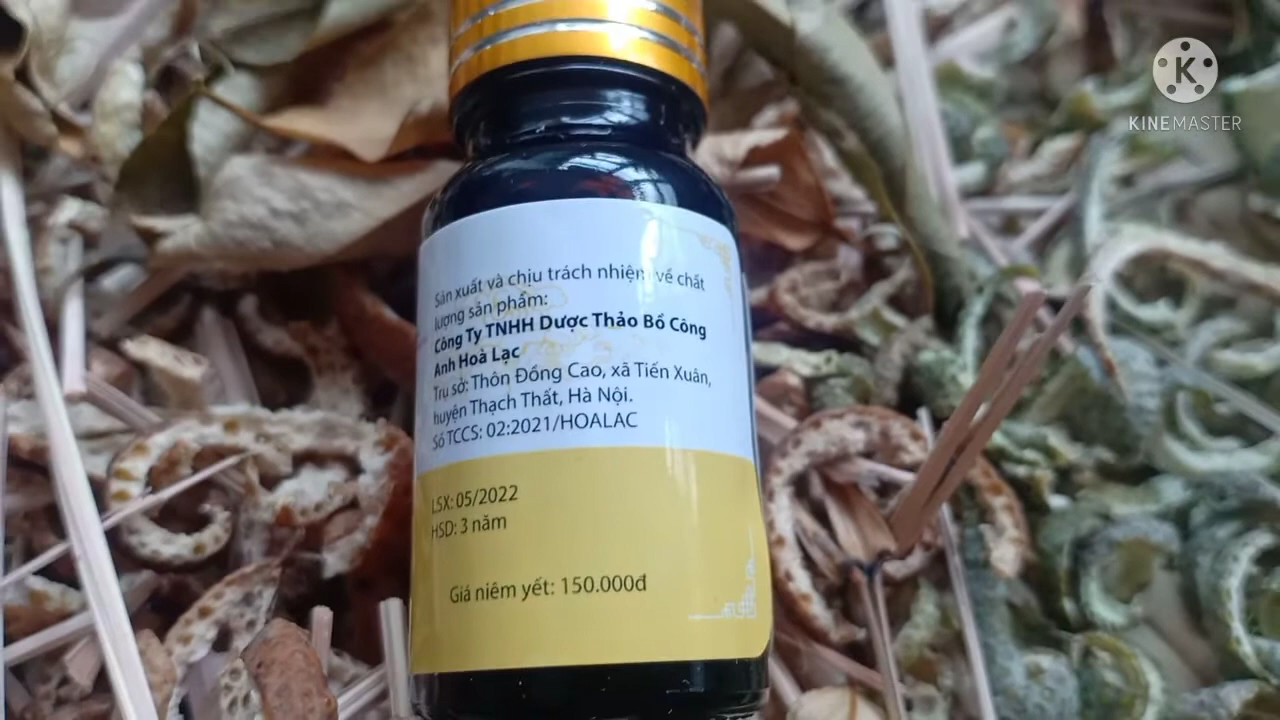 Sản xuất và chịu trách nhiệm về chất
lượng sản phẩm:
Công Ty TNHH Dược Thảo Bồ Công
Anh Hoà Lạc
Trụ sở: Thôn Đồng Cao, xã Tiến Xuân,
huyện Thạch Thất, Hà Nội.
Số TCCS: 02:2021/HOALAC
LSX: 05/2022
HSD: 3 năm
Giá niêm yết: 150.000đ
K
KINEMASTER